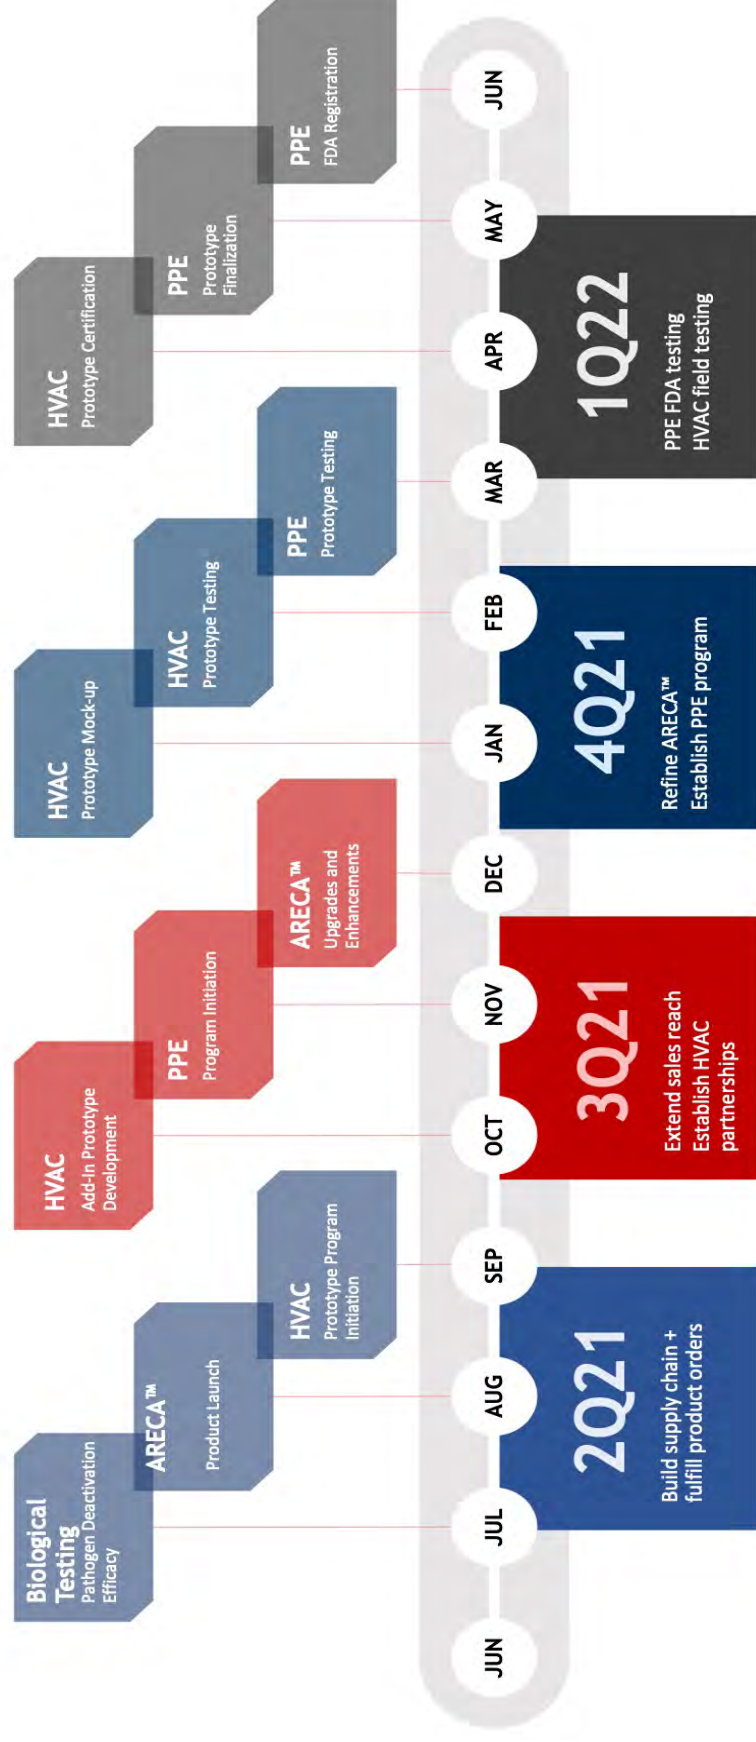 Biological
Testing
Pathogen Deactivation
Efficacy
ARECA™
Product Launch
HVAC
Prototype Program
Initiation
HVAC
Add-In Prototype
Development
PPE
Program Initiation
ARECA™
Upgrades and
Enhancements
HVAC
Prototype Mock-up
HVAC
Prototype Testing
PPE
Prototype Testing
HVAC
Prototype Certification
PPE
Prototype
Finalization
PPE
FDA Registration
JUN
JUL
AUG
SEP
OCT
NOV
DEC
JAN
FEB
MAR
APR
MAY
JUN
2Q21
Build supply chain +
fulfill product orders
3Q21
Extend sales reach
Establish HVAC
partnerships
4Q21
Refine ARECA™
Establish PPE program
1Q22
PPE FDA testing
HVAC field testing